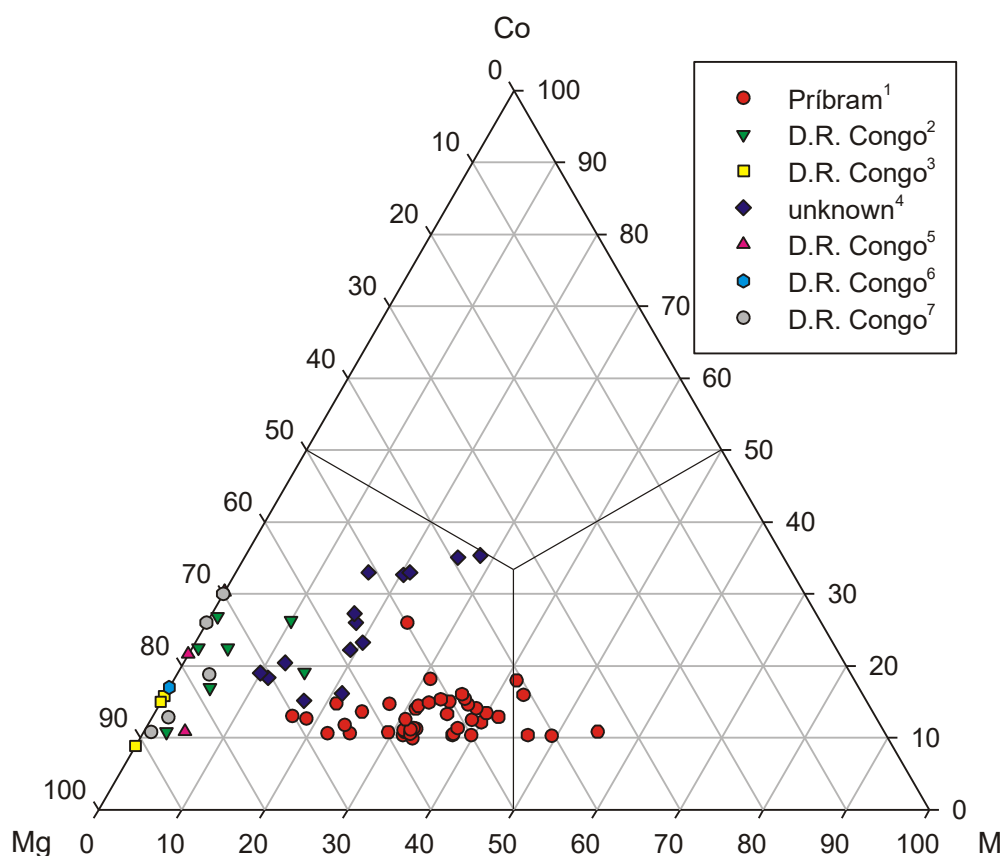 Co
0 100
10 90
20 80
30 70
40 60
50 50
60 40
70 30
80 20
90 10
100 0
Mg 0 10 20 30 40 50 60 70 80 90 100 M
Príbram¹
D.R. Congo²
D.R. Congo³
unknown⁴
D.R. Congo⁵
D.R. Congo⁶
D.R. Congo⁷